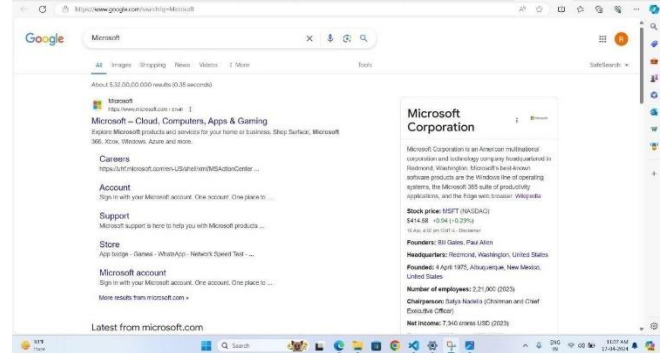 https://www.google.com/search?q=Microsoft
Google
Microsoft
R
All Images Shopping News Videos More Tools SafeSearch
About 5,32,00,00,000 results (0.35 seconds)
Microsoft
https://www.microsoft.com › en-in
Microsoft – Cloud, Computers, Apps & Gaming
Explore Microsoft products and services for your home or business. Shop Surface, Microsoft
365, Xbox, Windows, Azure and more.
Careers
Account
Sign in with your Microsoft account. One account. One place to ...
Support
Microsoft support is here to help you with Microsoft products ...
Store
App badge - Games - WhatsApp - Network Speed Test - ...
Microsoft account
Sign in with your Microsoft account. One account. One place to ...
More results from microsoft.com »
Latest from microsoft.com
Microsoft
Corporation
Microsoft Corporation is an American multinational
corporation and technology company headquartered in
Redmond, Washington. Microsoft's best-known
software products are the Windows line of operating
systems, the Microsoft 365 suite of productivity
applications, and the Edge web browser. Wikipedia
Stock price: MSFT (NASDAQ)
$414.58 +0.94 (+0.23%)
Founders: Bill Gates, Paul Allen
Headquarters: Redmond, Washington, United States
Founded: 4 April 1975, Albuquerque, New Mexico,
United States
Number of employees: 2,21,000 (2023)
Chairperson: Satya Nadella (Chairman and Chief
Executive Officer)
Net income: 7,240 crores USD (2023)
Search
ENG
IN
11:07 AM
17-04-2024